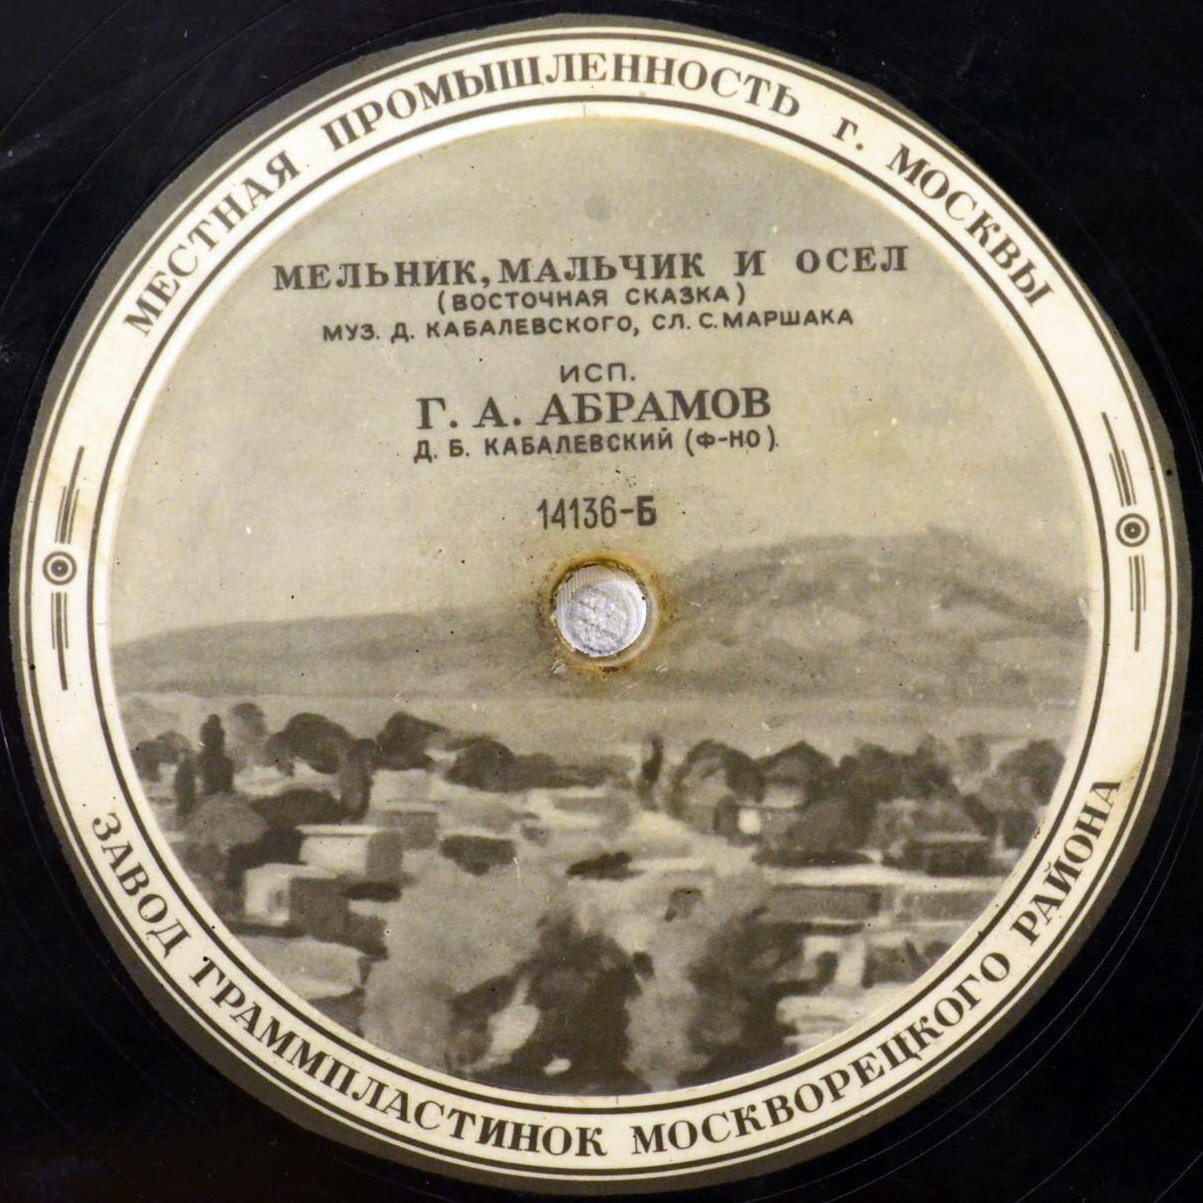 МЕСТНАЯ ПРОМЫШЛЕННОСТЬ г. МОСКВЫ
МЕЛЬНИК, МАЛЬЧИК И ОСЕЛ
(ВОСТОЧНАЯ СКАЗКА)
МУЗ. Д. КАБАЛЕВСКОГО, СЛ. С. МАРШАКА
ИСП.
Г. А. АБРАМОВ
Д. Б. КАБАЛЕВСКИЙ (Ф-НО).
14136-Б
ЗАВОД ГРАММПЛАСТИНОК МОСКВОРЕЦКОГО РАЙОНА